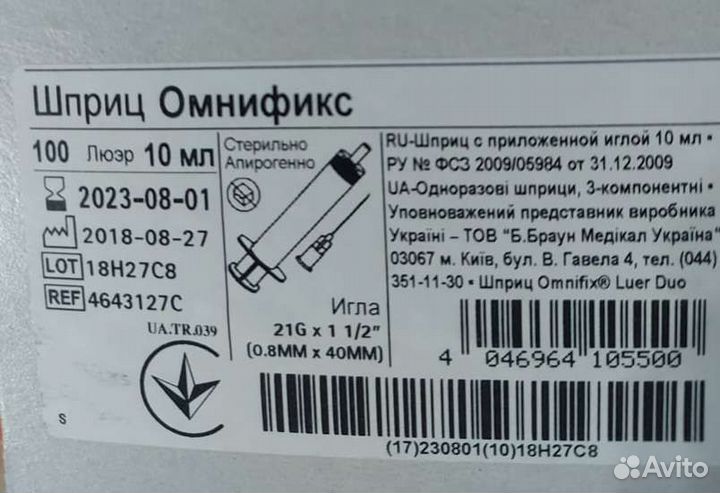 Шприц Омнификс
100 Люэр 10 мл
2023-08-01
2018-08-27
LOT 18H27C8
REF 4643127C
UA.TR.039
S
Стерильно
Апирогенно
Игла
21G x 1 1/2"
(0.8MM x 40MM)
RU-Шприц с приложенной иглой 10 мл •
РУ № ФСЗ 2009/05984 от 31.12.2009
UA-Одноразові шприци, 3-компонентні •
Уповноважений представник виробника
Україні – ТОВ "Б.Браун Медікал Україна"
03067 м. Київ, бул. В. Гавела 4, тел. (044)
351-11-30 • Шприц Omnifix® Luer Duo
4 046964 105500
(17)230801(10)18H27C8
Avito